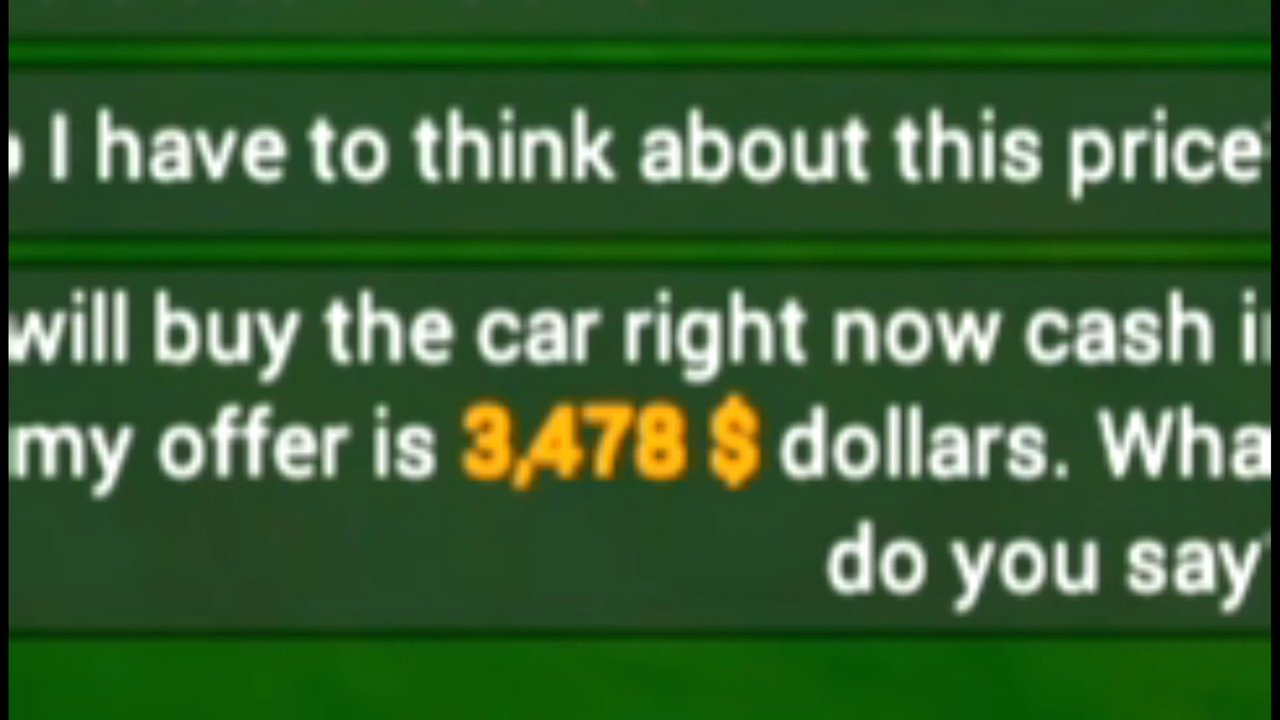 I have to think about this price
will buy the car right now cash
my offer is 3,478 $ dollars.
do you say